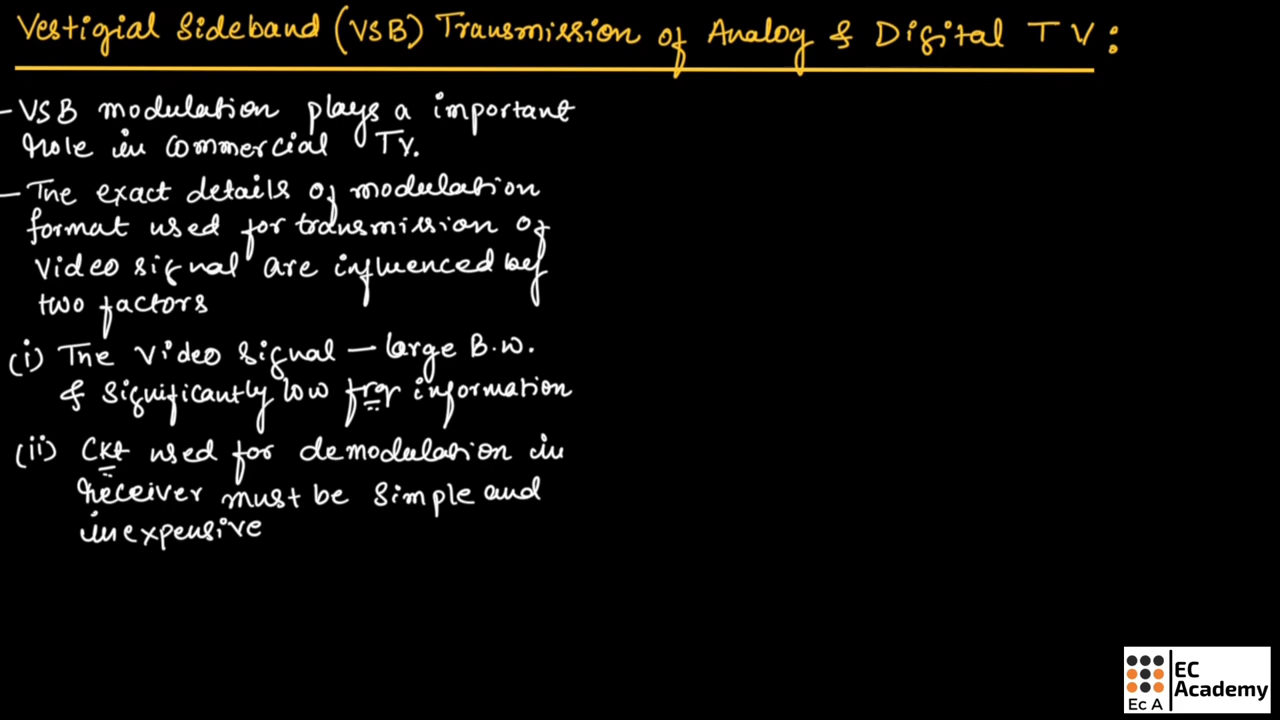 Vestigial Sideband (VSB) Transmission of Analog & Digital TV:
- VSB modulation plays a important
role in commercial TV.
- The exact details of modulation
format used for transmission of
video signal are influenced by
two factors
(i) The Video signal - large B.W.
& significantly low frq information
(ii) Ckt used for demodulation in
receiver must be simple and
inexpensive
EC
Academy
Ec A